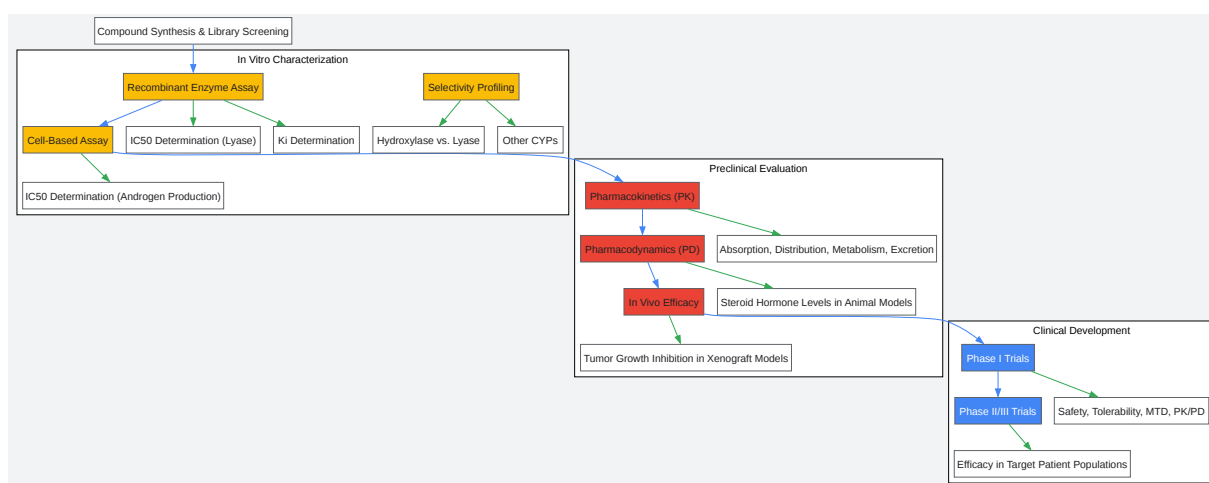 Compound Synthesis & Library Screening
In Vitro Characterization
Recombinant Enzyme Assay
Selectivity Profiling
Cell-Based Assay
IC50 Determination (Lyase)
Ki Determination
Hydroxylase vs. Lyase
Other CYPs
IC50 Determination (Androgen Production)
Preclinical Evaluation
Pharmacokinetics (PK)
Pharmacodynamics (PD)
Absorption, Distribution, Metabolism, Excretion
In Vivo Efficacy
Steroid Hormone Levels in Animal Models
Tumor Growth Inhibition in Xenograft Models
Clinical Development
Phase I Trials
Phase II/III Trials
Safety, Tolerability, MTD, PK/PD
Efficacy in Target Patient Populations